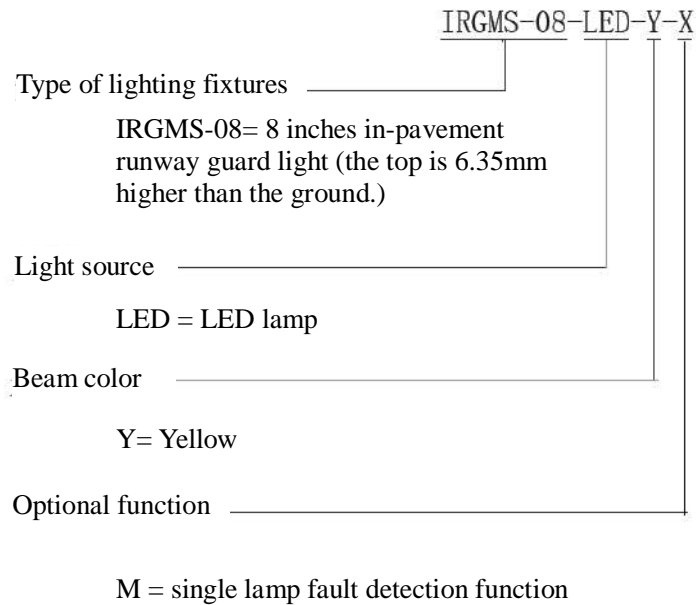 IRGMS-08-LED-Y-X
Type of lighting fixtures
IRGMS-08= 8 inches in-pavement
runway guard light (the top is 6.35mm
higher than the ground.)
Light source
LED = LED lamp
Beam color
Y= Yellow
Optional function
M = single lamp fault detection function